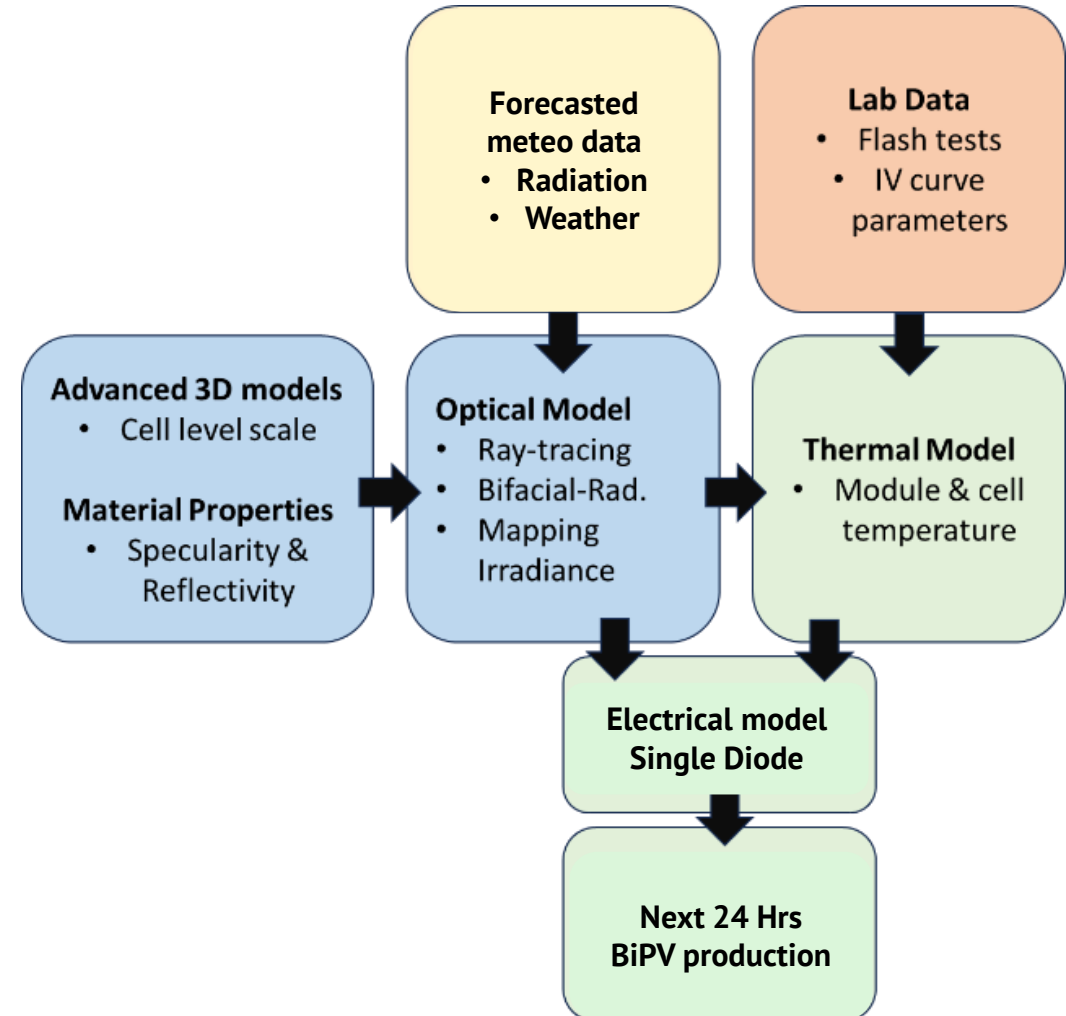 Forecasted
meteo data
• Radiation
• Weather
Lab Data
• Flash tests
• IV curve
parameters
Advanced 3D models
• Cell level scale
Material Properties
• Specularity &
Reflectivity
Optical Model
• Ray-tracing
• Bifacial-Rad.
• Mapping
Irradiance
Thermal Model
• Module & cell
temperature
Electrical model
Single Diode
Next 24 Hrs
BiPV production